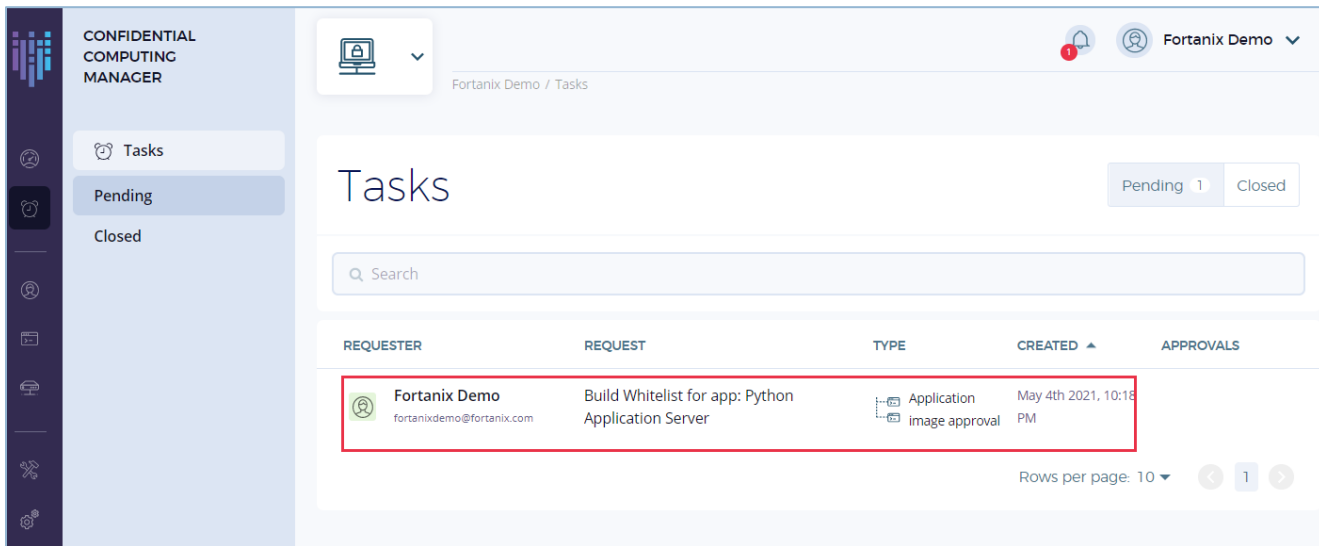 CONFIDENTIAL
COMPUTING
MANAGER
Tasks
Pending
Closed
1
Fortanix Demo
Fortanix Demo / Tasks
Tasks
Pending 1 Closed
Search
REQUESTER REQUEST TYPE CREATED APPROVALS
Fortanix Demo Build Whitelist for app: Python Application May 4th 2021, 10:18
fortanixdemo@fortanix.com Application Server image approval PM
Rows per page: 10 1